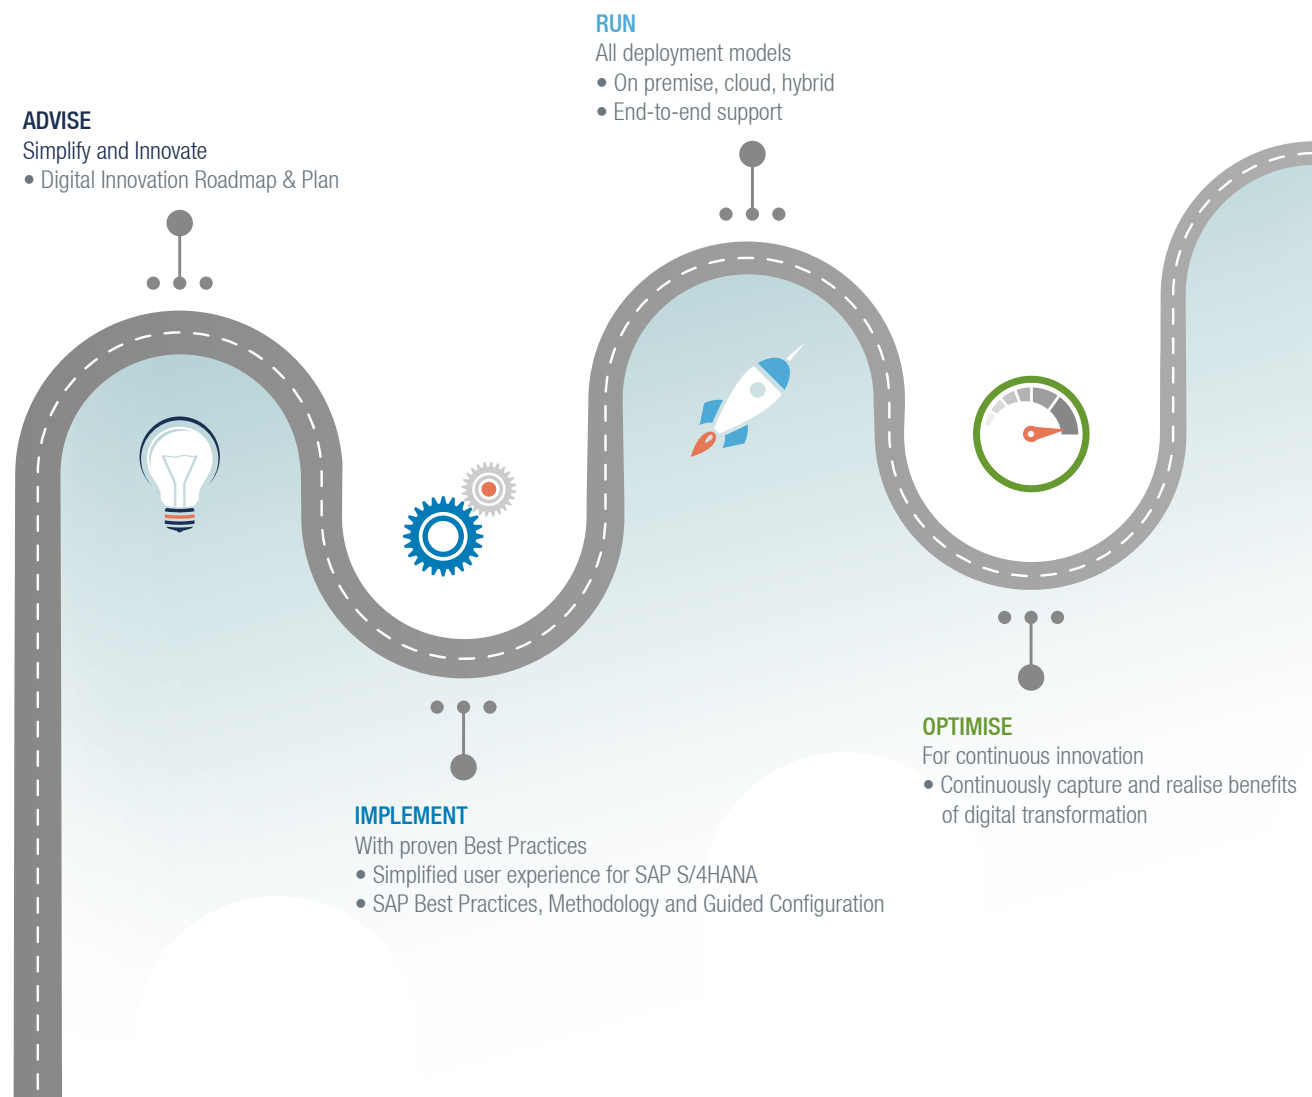 ADVISE
Simplify and Innovate
• Digital Innovation Roadmap & Plan
IMPLEMENT
With proven Best Practices
• Simplified user experience for SAP S/4HANA
• SAP Best Practices, Methodology and Guided Configuration
RUN
All deployment models
• On premise, cloud, hybrid
• End-to-end support
OPTIMISE
For continuous innovation
• Continuously capture and realise benefits
of digital transformation